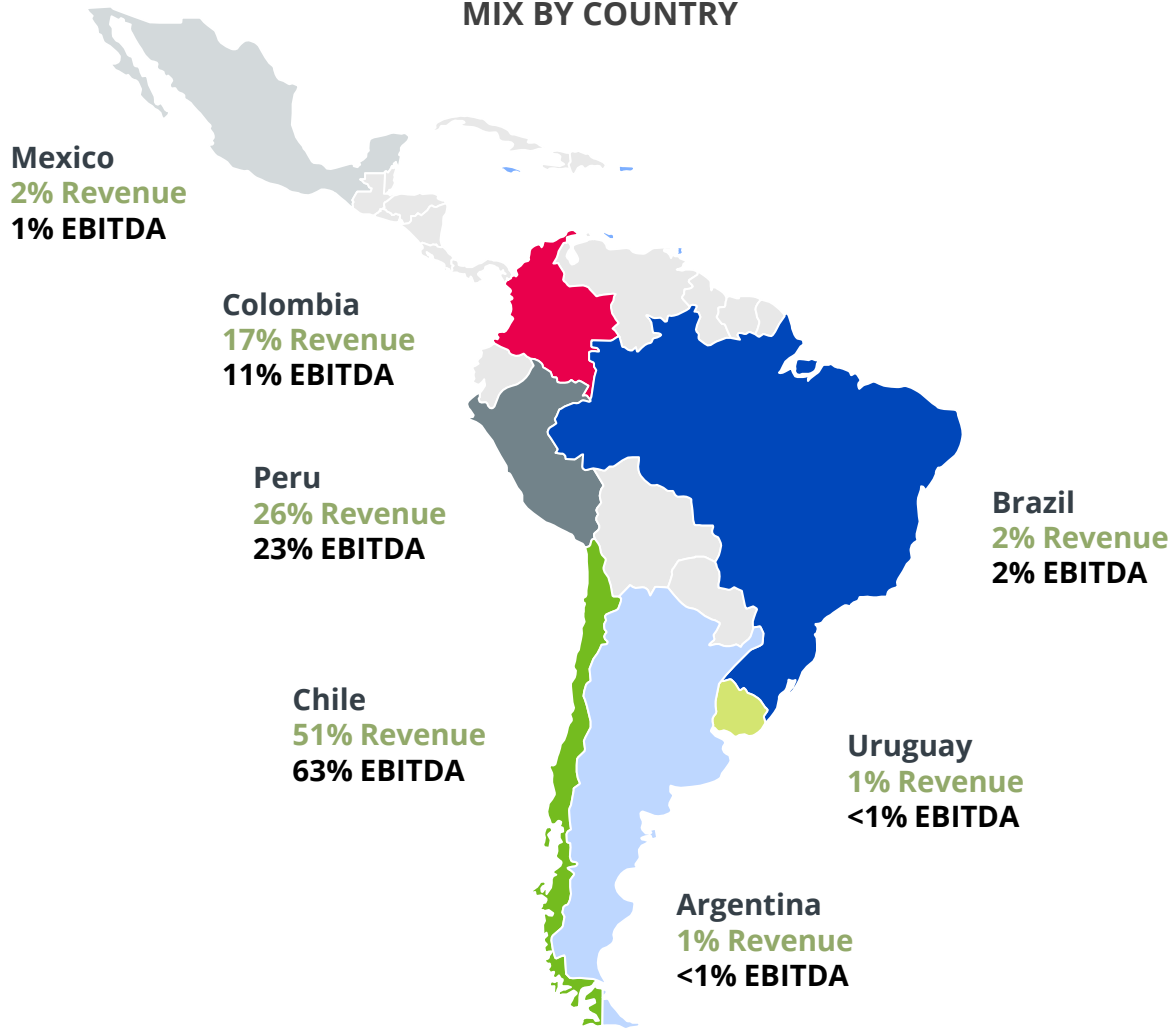 MIX BY COUNTRY
Mexico
2% Revenue
1% EBITDA
Colombia
17% Revenue
11% EBITDA
Peru
26% Revenue
23% EBITDA
Brazil
2% Revenue
2% EBITDA
Chile
51% Revenue
63% EBITDA
Uruguay
1% Revenue
<1% EBITDA
Argentina
1% Revenue
<1% EBITDA